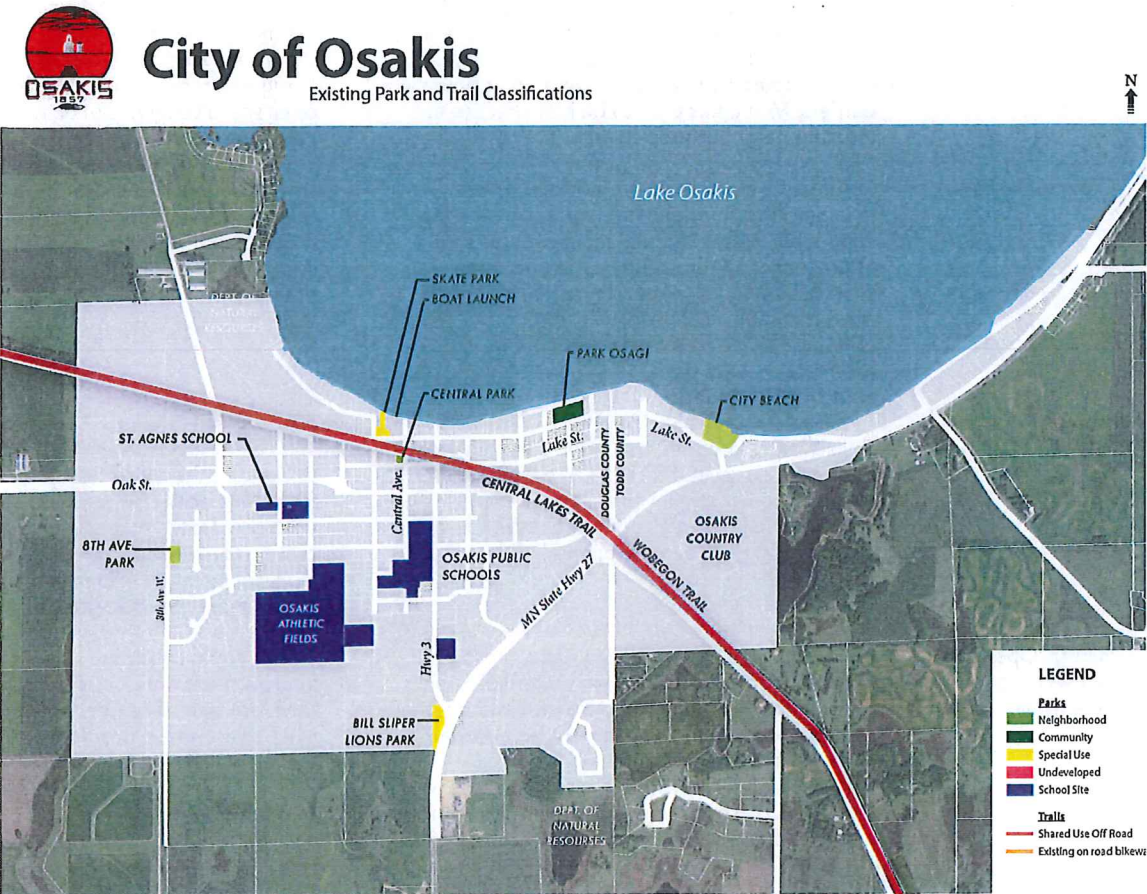 OSAKIS
1857
City of Osakis
Existing Park and Trail Classifications
N
Lake Osakis
SKATE PARK
BOAT LAUNCH
DEPT. OF
NATURAL
RESOURCES
PARK OSAGI
CENTRAL PARK
CITY BEACH
ST. AGNES SCHOOL
Lake St.
Lake St.
DOUGLAS COUNTY
TODD COUNTY
Oak St.
Central Ave.
CENTRAL LAKES TRAIL
OSAKIS
COUNTRY
CLUB
8TH AVE.
PARK
OSAKIS PUBLIC
SCHOOLS
WOBEGON TRAIL
MN State Hwy 27
8th Ave W.
OSAKIS
ATHLETIC
FIELDS
Hwy 3
BILL SLIPER
LIONS PARK
DEPT. OF
NATURAL
RESOURSES
LEGEND
Parks
Neighborhood
Community
Special Use
Undeveloped
School Site
Trails
Shared Use Off Road
Existing on road bikewa